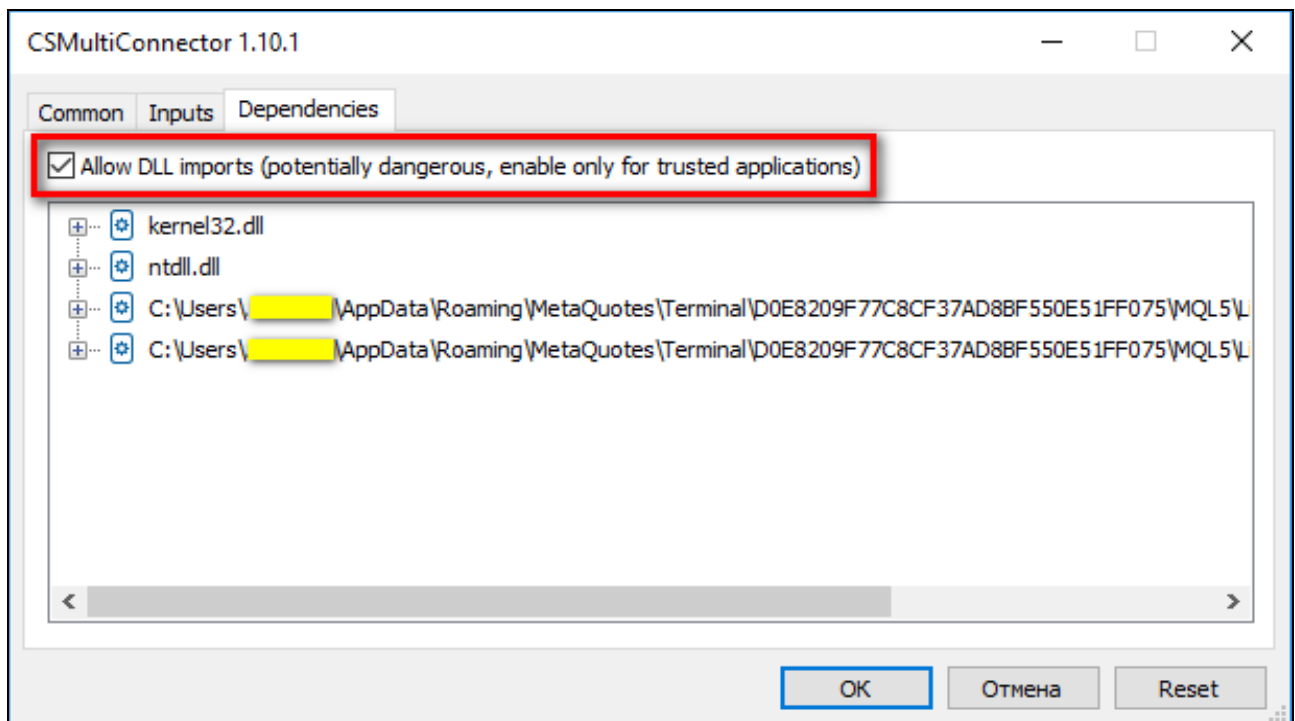 CSMultiConnector 1.10.1
Common Inputs Dependencies
Allow DLL imports (potentially dangerous, enable only for trusted applications)
kernel32.dll
ntdll.dll
C:\Users\ \AppData\Roaming\MetaQuotes\Terminal\D0E8209F77C8CF37AD8BF550E51FF075\MQL5\Li
C:\Users\ \AppData\Roaming\MetaQuotes\Terminal\D0E8209F77C8CF37AD8BF550E51FF075\MQL5\Li
OK Отмена Reset